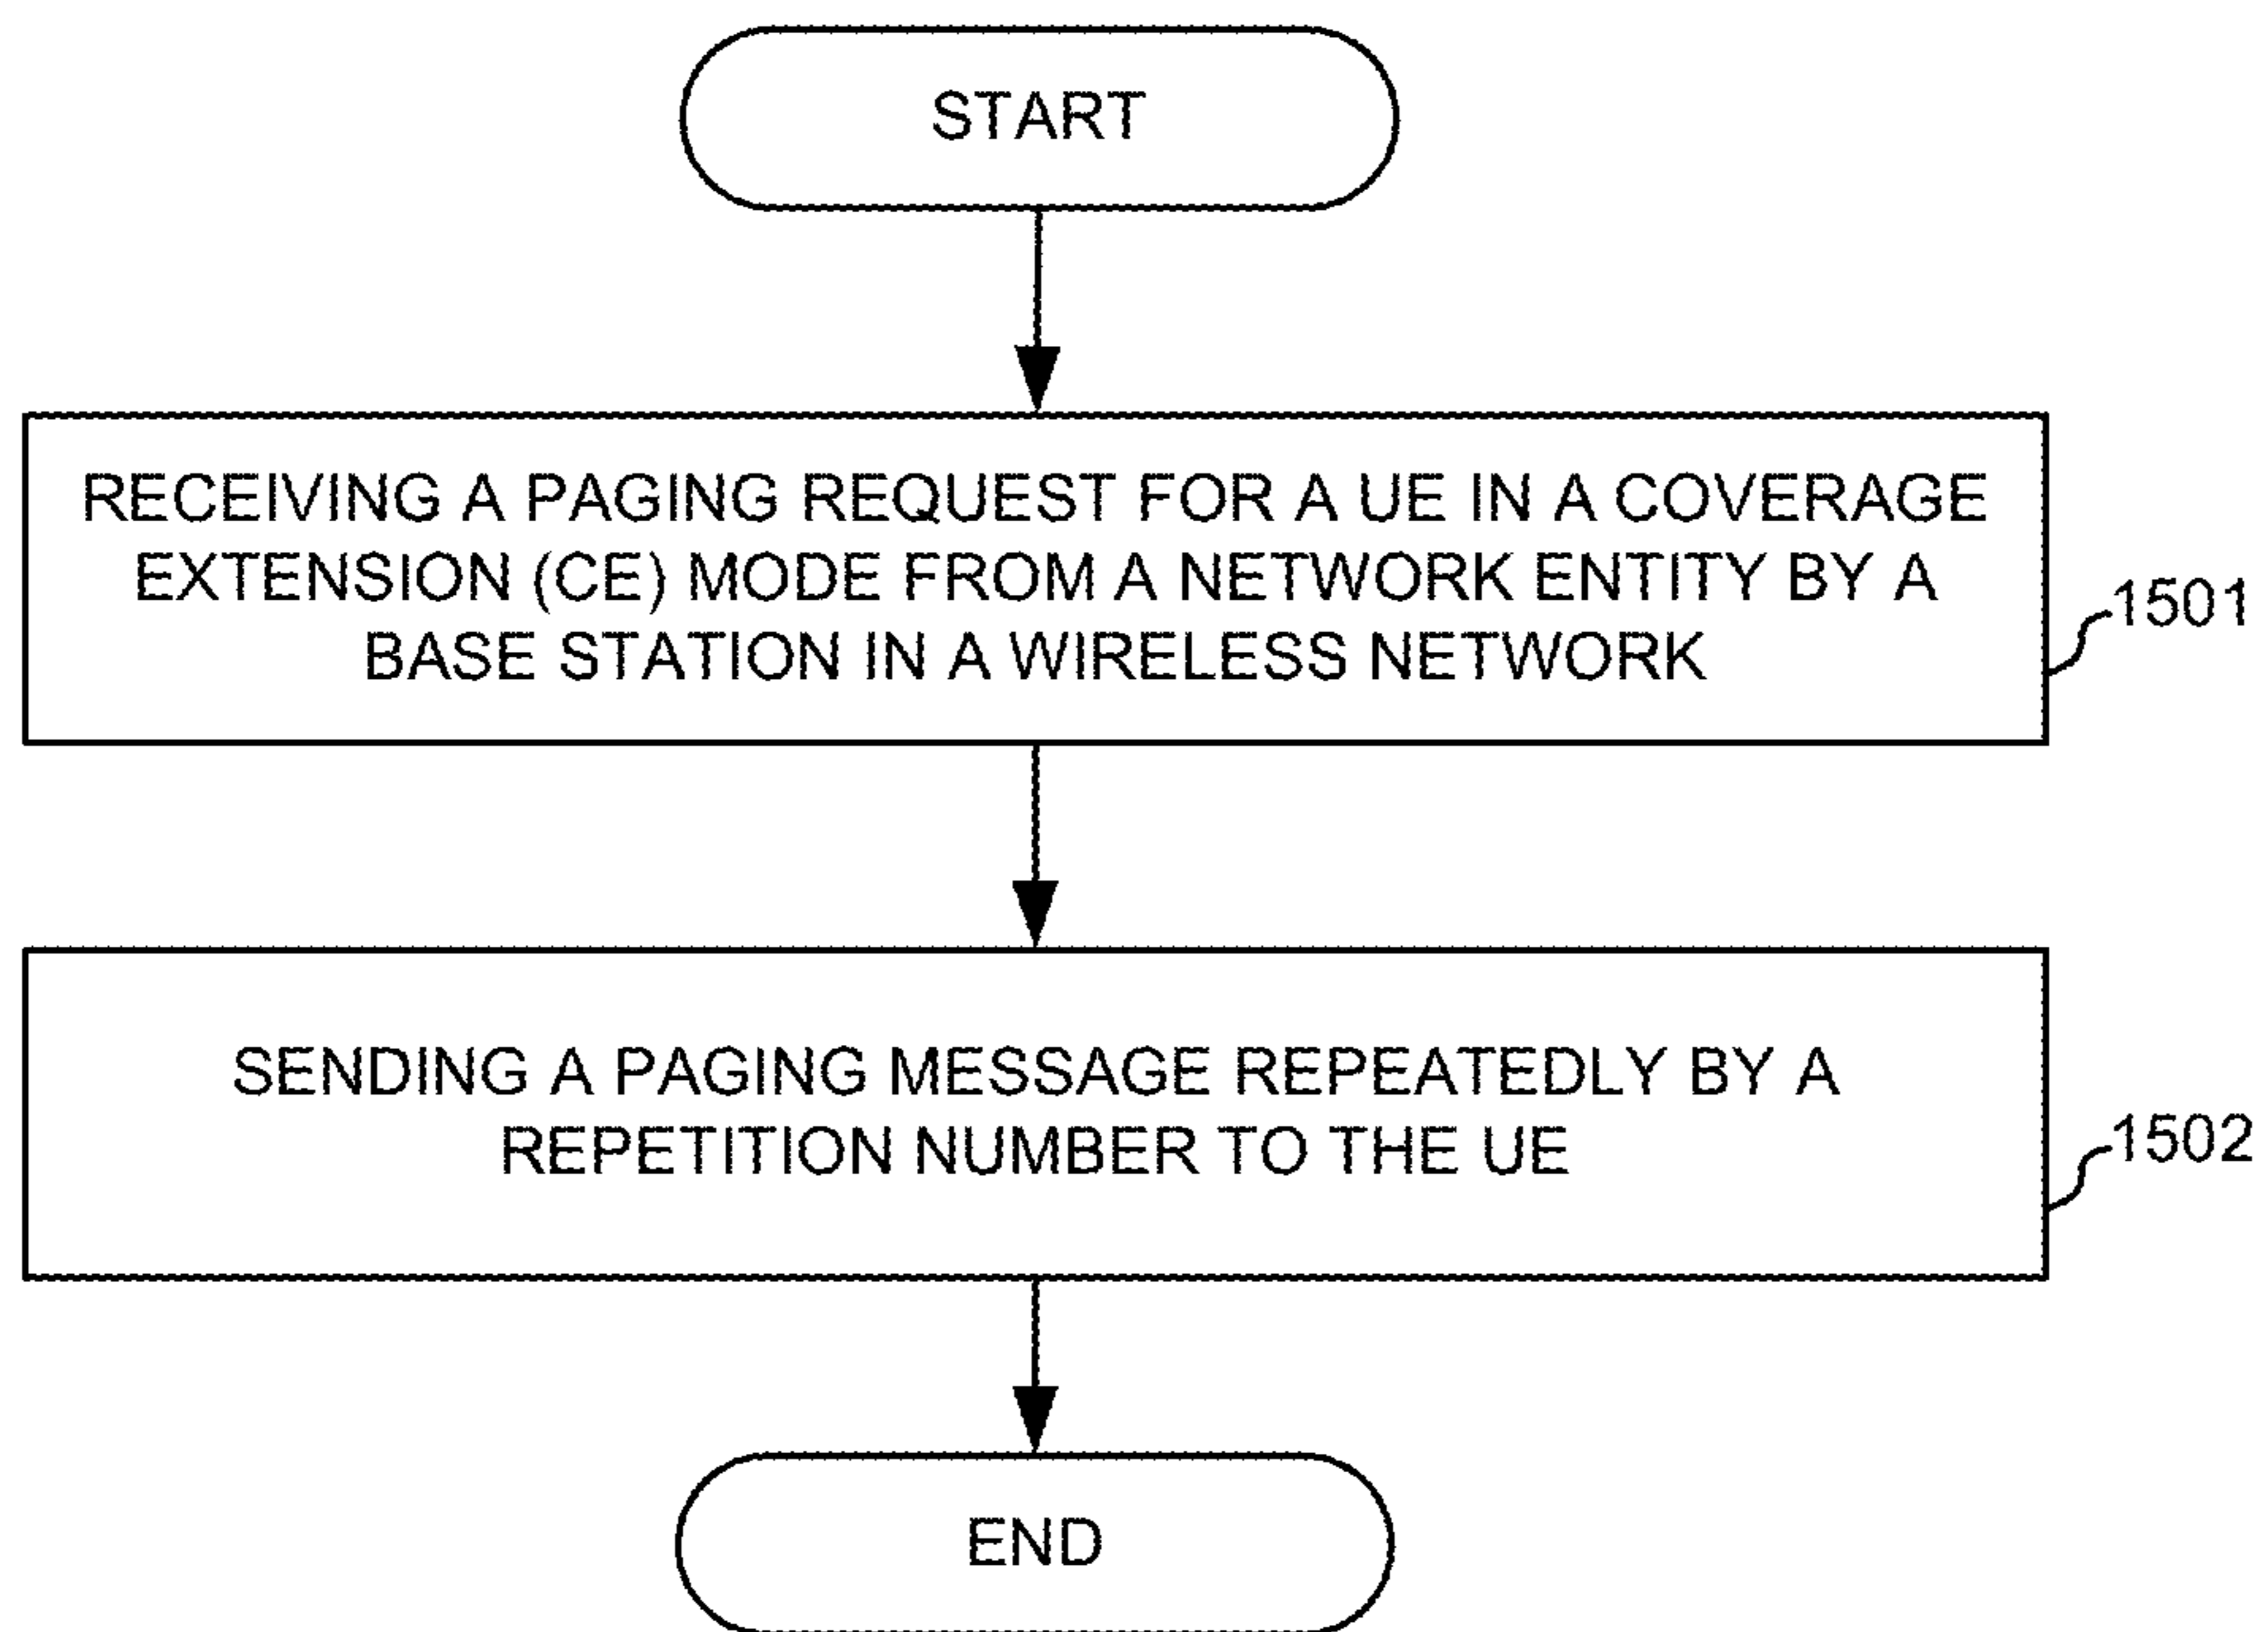 START
RECEIVING A PAGING REQUEST FOR A UE IN A COVERAGE
EXTENSION (CE) MODE FROM A NETWORK ENTITY BY A
BASE STATION IN A WIRELESS NETWORK
1501
SENDING A PAGING MESSAGE REPEATEDLY BY A
REPETITION NUMBER TO THE UE
1502
END